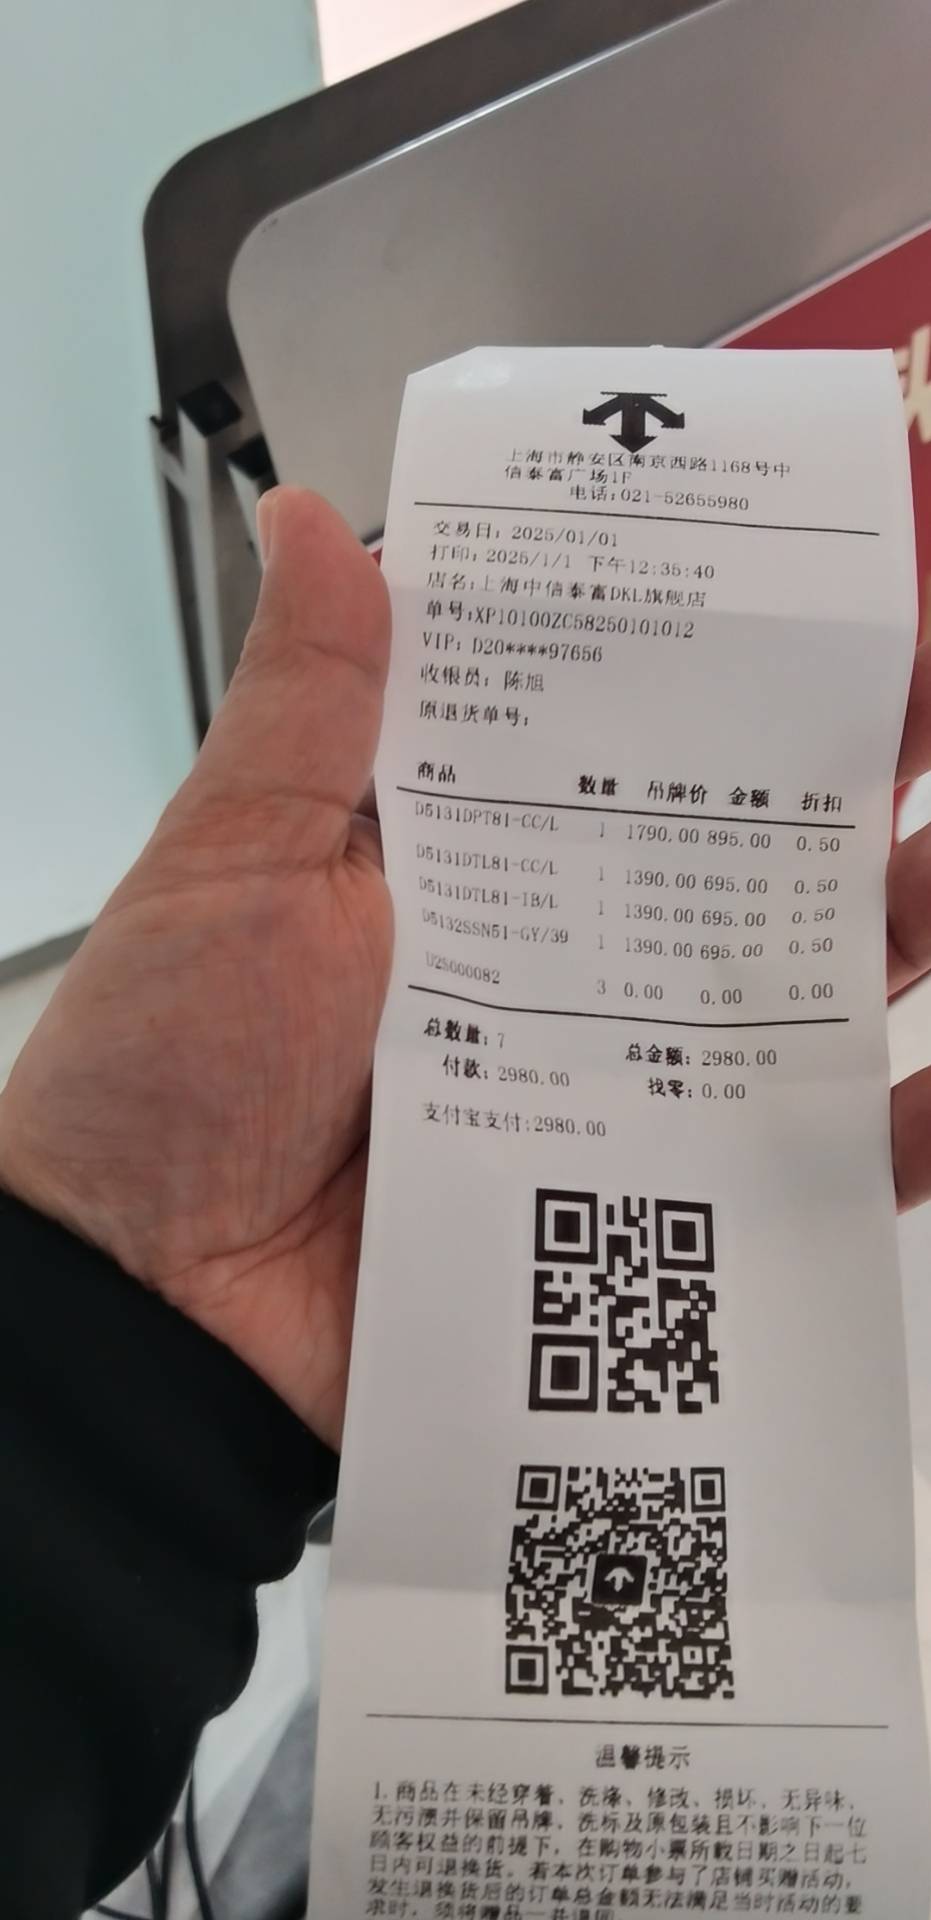 上海市静安区南京西路1168号中
信泰富广场1F
电话:021-52655980
交易日: 2025/01/01
打印: 2025/1/1 下午12:35:40
店名:上海中信泰富DKL旗舰店
单号:XP10100ZC58250101012
VIP: D20****97656
收银员: 陈旭
原退货单号:
商品 数量 吊牌价 金额 折扣
D5131DPT81-CC/L 1 1790.00 895.00 0.50
D5131DTL81-CC/L 1 1390.00 695.00 0.50
D5131DTL81-IB/L 1 1390.00 695.00 0.50
D5132SSN51-GY/39 1 1390.00 695.00 0.50
U2S000082 3 0.00 0.00 0.00
总数量: 7 总金额: 2980.00
付款: 2980.00 找零: 0.00
支付宝支付:2980.00
温馨提示
1. 商品在未经穿着、洗涤、修改、损坏、无异味、
无污渍并保留吊牌、洗标及原包装且不影响下一位
顾客权益的前提下, 在购物小票所载日期之日起七
日内可退换货。若本次订单参与了店铺买赠活动,
发生退换货后的订单总金额无法满足当时活动的要
求时, 须将赠品一并退回